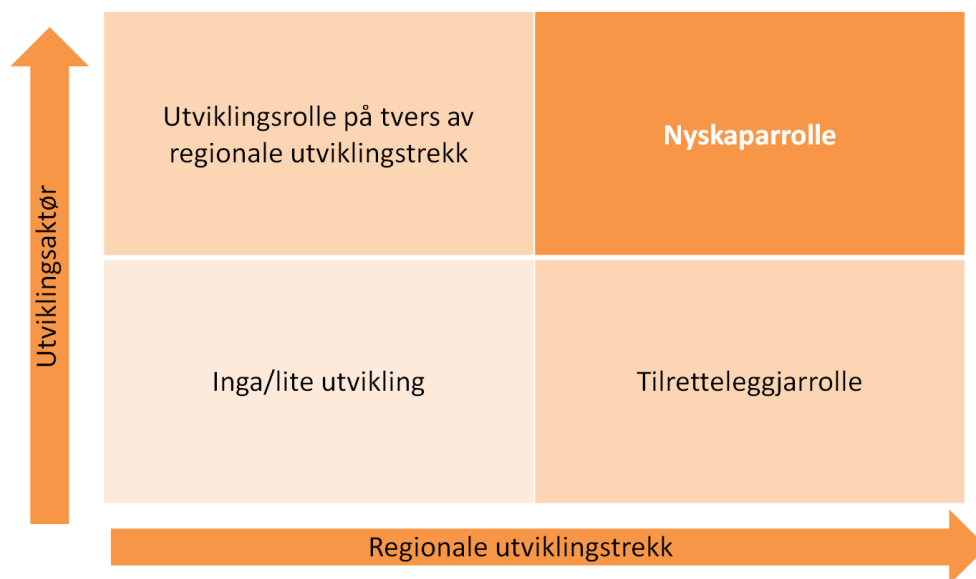 Utviklingsaktør
Utviklingsrolle på tvers av
regionale utviklingstrekk
Nyskaparrolle
Inga/lite utvikling
Tilretteleggjarrolle
Regionale utviklingstrekk